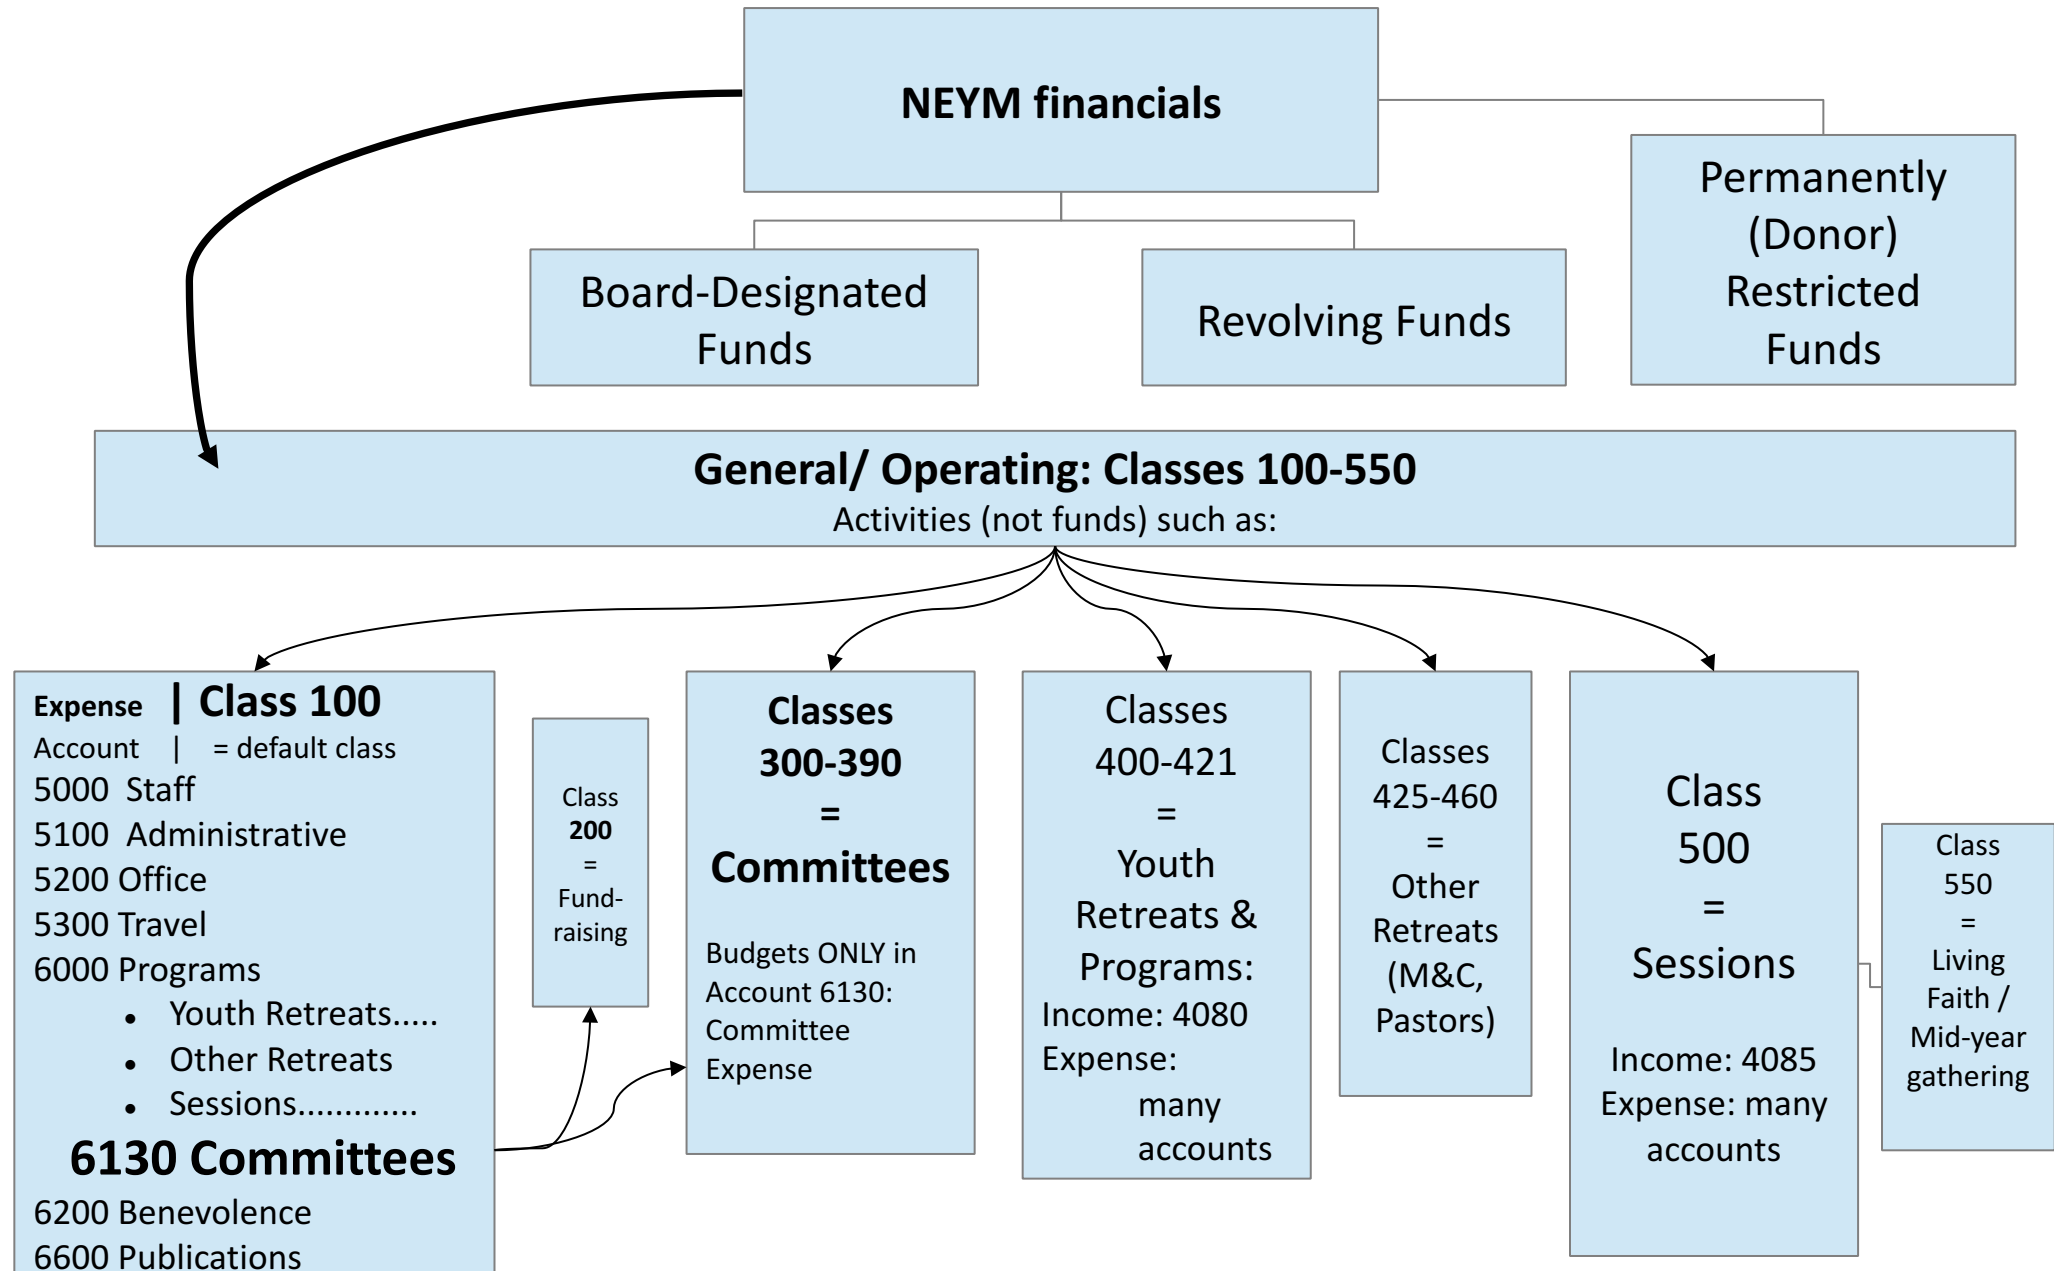 NEYM financials
Permanently
(Donor)
Restricted
Funds
Board-Designated
Funds
Revolving Funds
General/ Operating: Classes 100-550
Activities (not funds) such as:
Expense | Class 100
Account | = default class
5000 Staff
5100 Administrative
5200 Office
5300 Travel
6000 Programs
• Youth Retreats.....
• Other Retreats
• Sessions.............
6130 Committees
6200 Benevolence
6600 Publications
Class
200
=
Fund-
raising
Classes
300-390
=
Committees
Budgets ONLY in
Account 6130:
Committee
Expense
Classes
400-421
=
Youth
Retreats &
Programs:
Income: 4080
Expense:
many
accounts
Classes
425-460
=
Other
Retreats
(M&C,
Pastors)
Class
500
=
Sessions
Income: 4085
Expense: many
accounts
Class
550
=
Living
Faith /
Mid-year
gathering